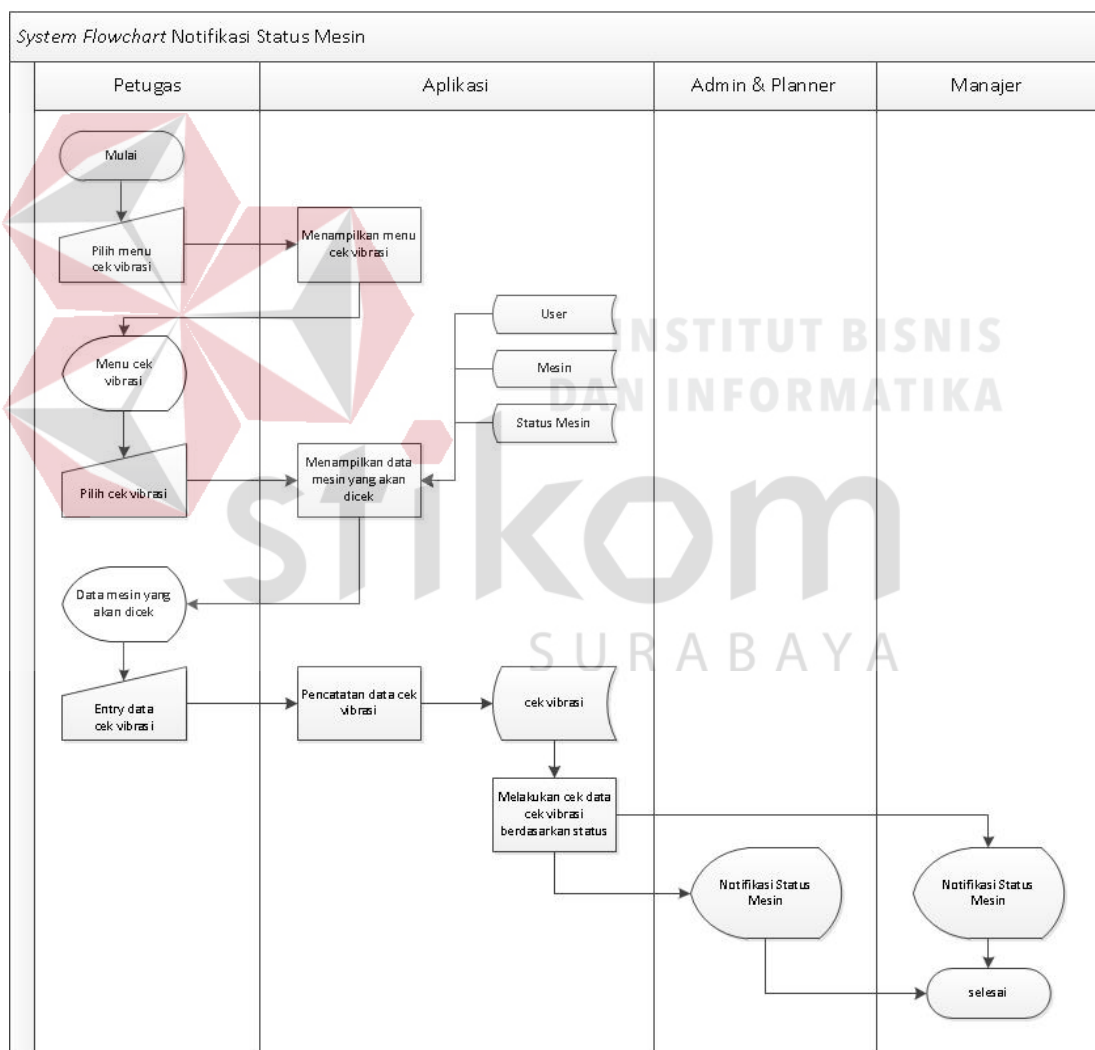 System Flowchart Notifikasi Status Mesin
Petugas
Aplikasi
Admin & Planner
Manajer
Mulai
Pilih menu
cek vibrasi
Menampilkan menu
cek vibrasi
User
INSTITUT BISNIS
Menu cek
vibrasi
Mesin
DAN INFORMATIKA
Status Mesin
Pilih cek vibrasi
Menampilkan data
mesin yang akan
dicek
stikom
Data mesin yang
akan dicek
SURABAYA
Entry data
cek vibrasi
Pencatatan data cek
vibrasi
cek vibrasi
Melakukan cek data
cek vibrasi
berdasarkan status
Notifikasi Status
Mesin
Notifikasi Status
Mesin
selesai